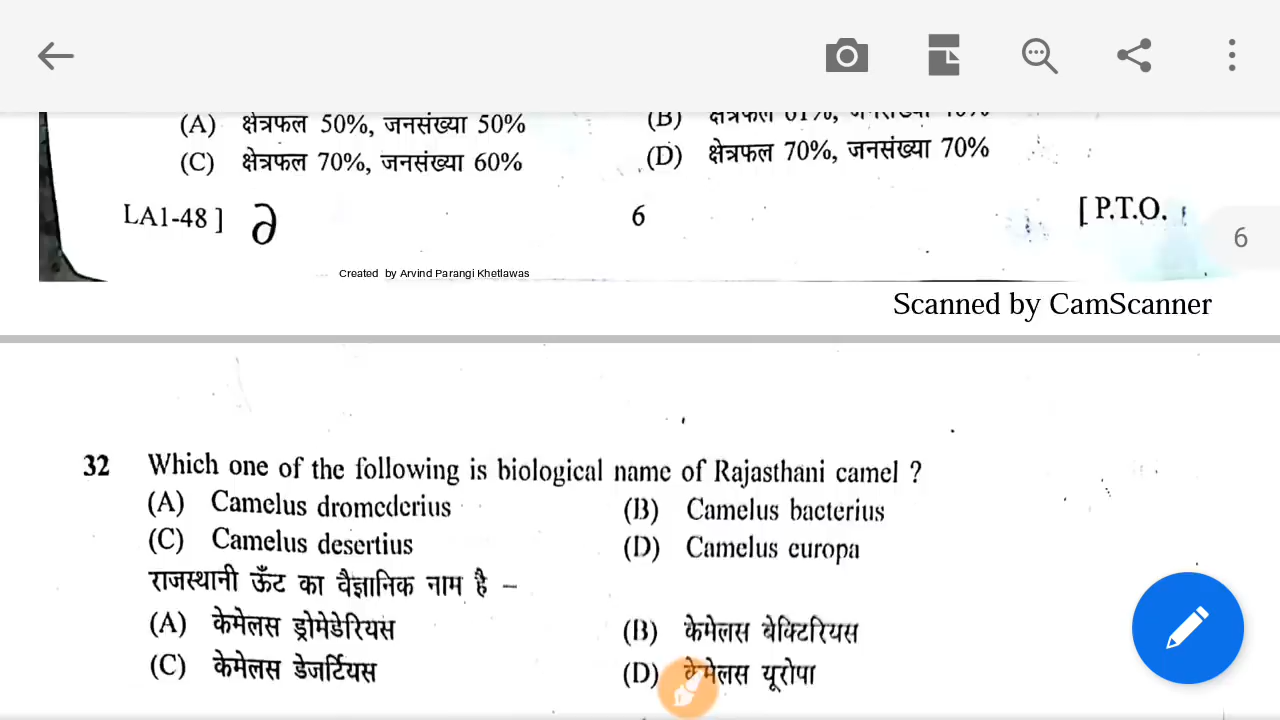 (A) क्षेत्रफल 50%, जनसंख्या 50%
(B) क्षेत्रफल 61%,
(C) क्षेत्रफल 70%, जनसंख्या 60%
(D) क्षेत्रफल 70%, जनसंख्या 70%
LA1-48 ] ∂
6
[ P.T.O.
6
Created by Arvind Parangi Khetlawas
Scanned by CamScanner
32 Which one of the following is biological name of Rajasthani camel ?
(A) Camelus dromederius
(B) Camelus bacterius
(C) Camelus desertius
(D) Camelus europa
राजस्थानी ऊँट का वैज्ञानिक नाम है –
(A) केमेलस ड्रोमेडेरियस
(B) केमेलस बेक्टिरियस
(C) केमेलस डेजर्टियस
(D) केमेलस यूरोपा